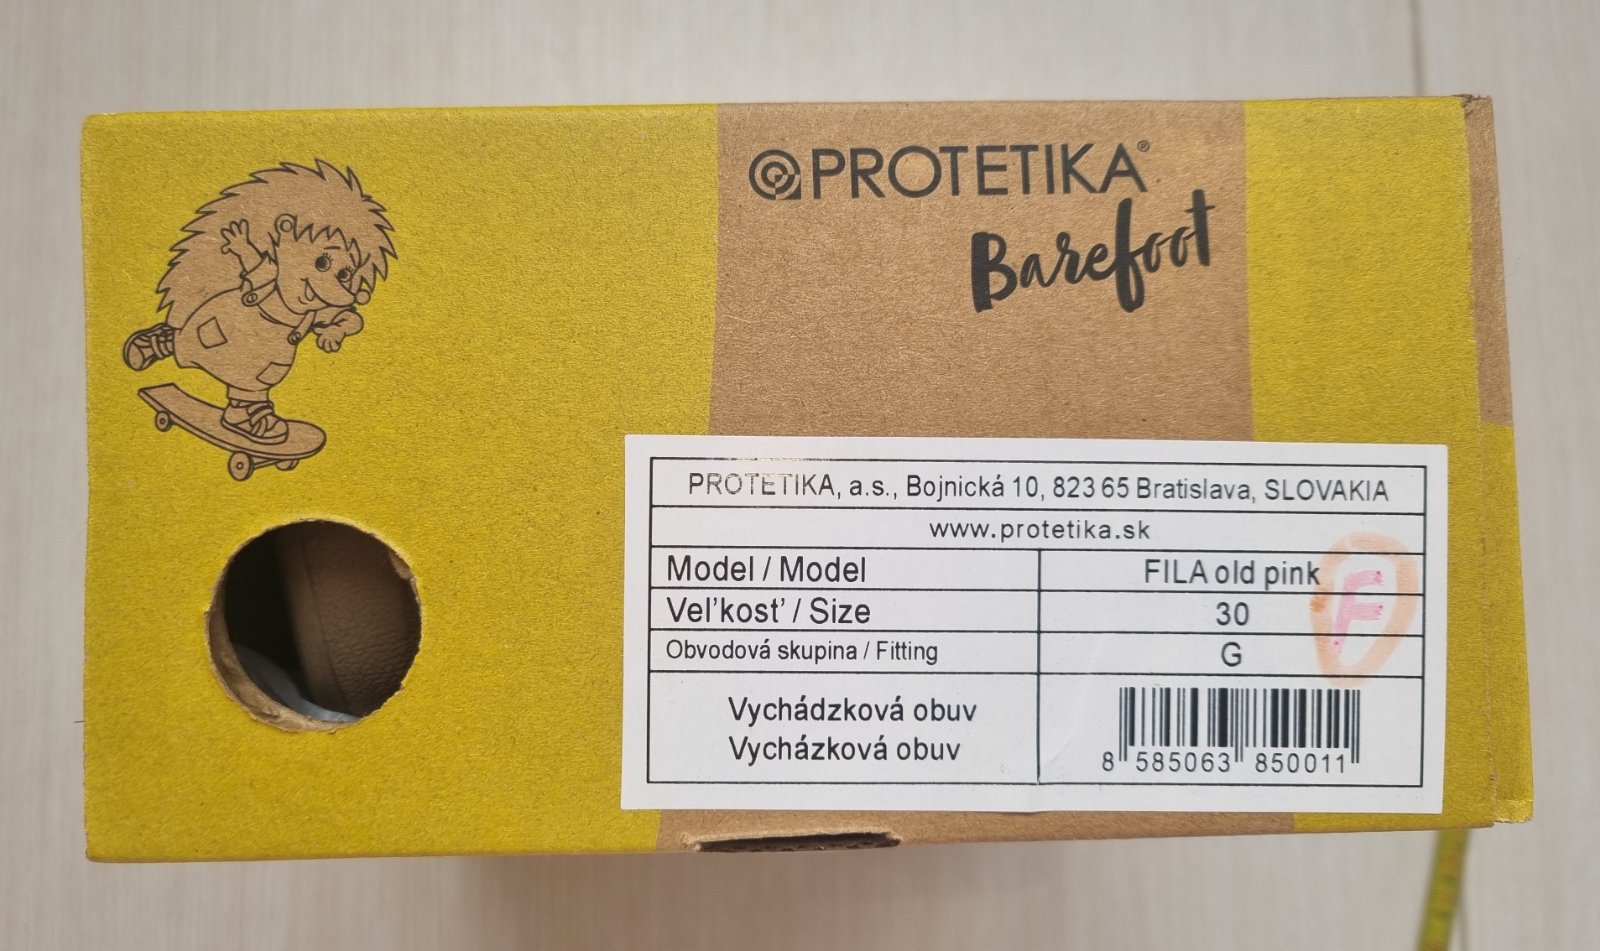 PROTETIKA®
Barefoot
PROTETIKA, a.s., Bojnická 10, 823 65 Bratislava, SLOVAKIA
www.protetika.sk
Model / Model FILA old pink
Veľkosť / Size 30
F
Obvodová skupina / Fitting G
Vychádzková obuv
Vycházková obuv
8 585063 850011